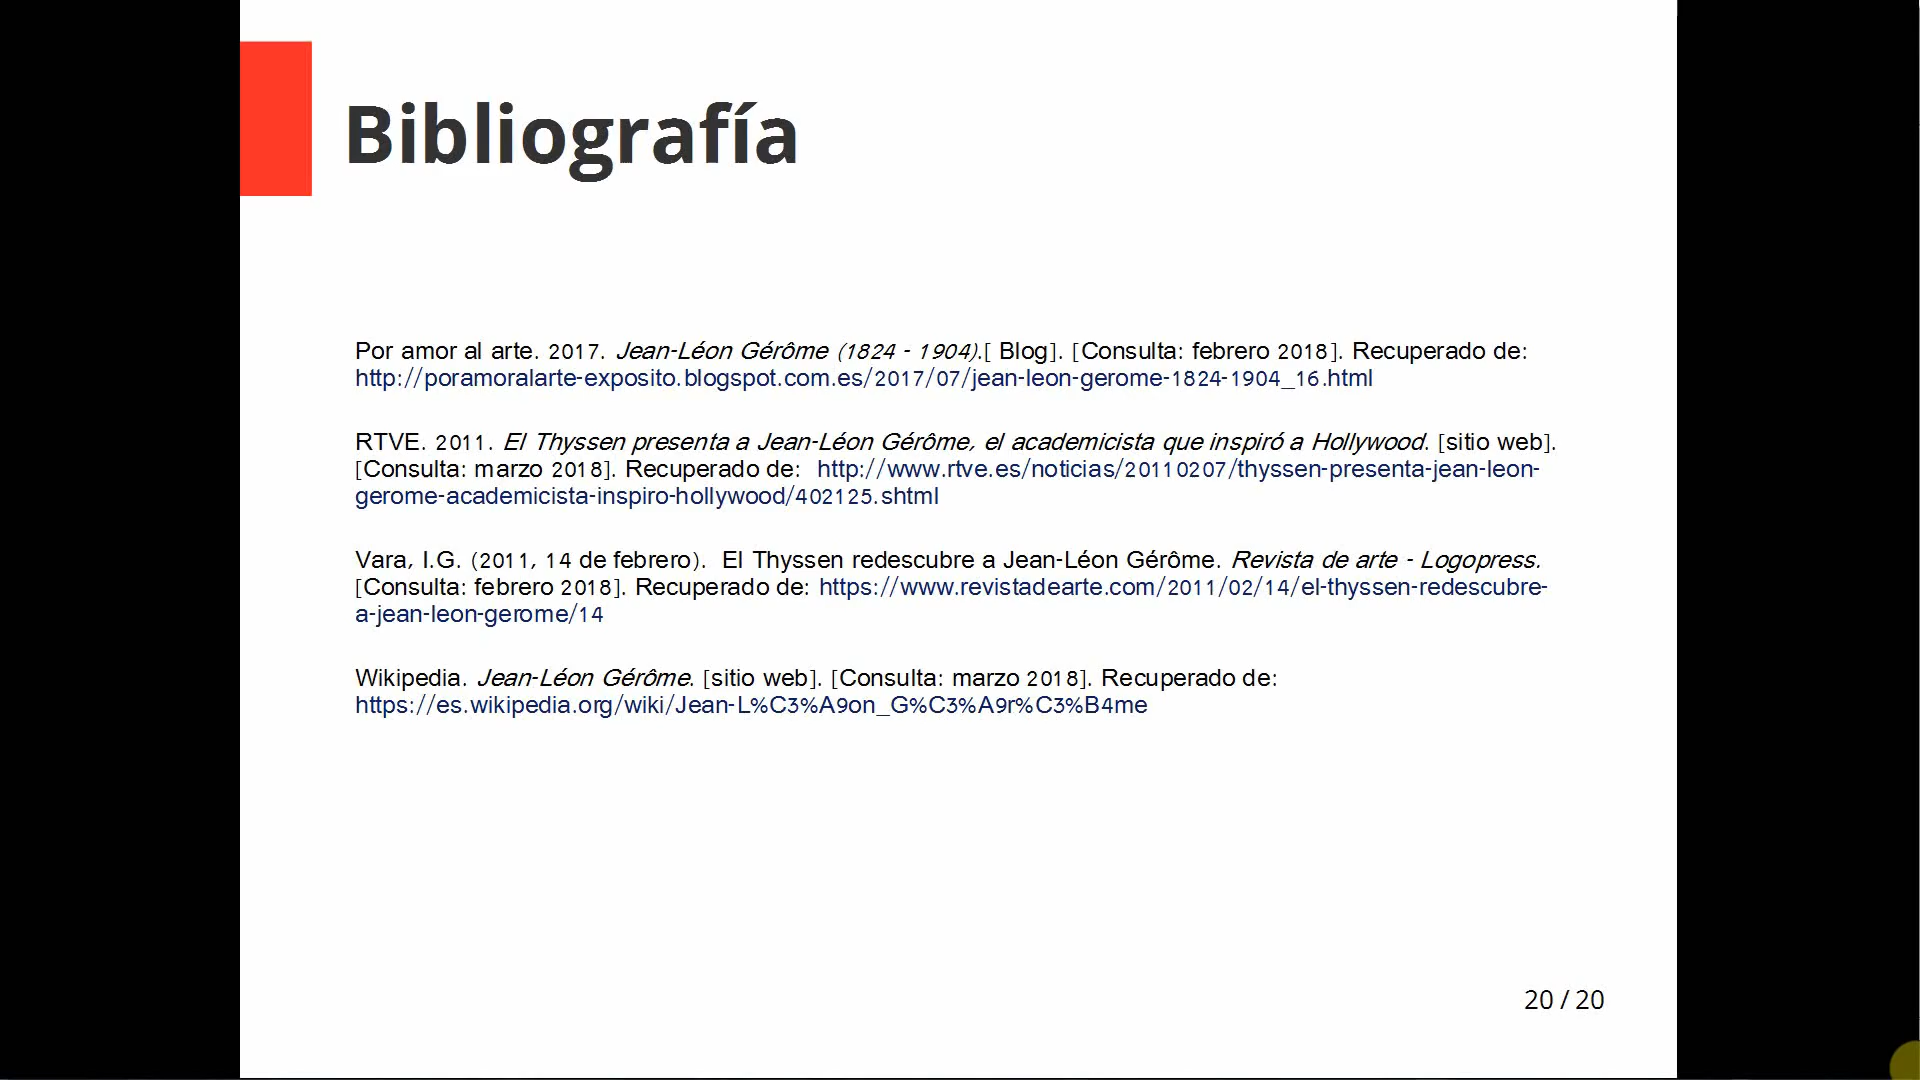 Bibliografía
Por amor al arte. 2017. Jean-Léon Gérôme (1824 - 1904).[ Blog]. [Consulta: febrero 2018]. Recuperado de:
http://poramoralarte-exposito.blogspot.com.es/2017/07/jean-leon-gerome-1824-1904_16.html
RTVE. 2011. El Thyssen presenta a Jean-Léon Gérôme, el academicista que inspiró a Hollywood. [sitio web].
[Consulta: marzo 2018]. Recuperado de:  http://www.rtve.es/noticias/20110207/thyssen-presenta-jean-leon-
gerome-academicista-inspiro-hollywood/402125.shtml
Vara, I.G. (2011, 14 de febrero).  El Thyssen redescubre a Jean-Léon Gérôme. Revista de arte - Logopress.
[Consulta: febrero 2018]. Recuperado de: https://www.revistadearte.com/2011/02/14/el-thyssen-redescubre-
a-jean-leon-gerome/14
Wikipedia. Jean-Léon Gérôme. [sitio web]. [Consulta: marzo 2018]. Recuperado de:
https://es.wikipedia.org/wiki/Jean-L%C3%A9on_G%C3%A9r%C3%B4me
20 / 20